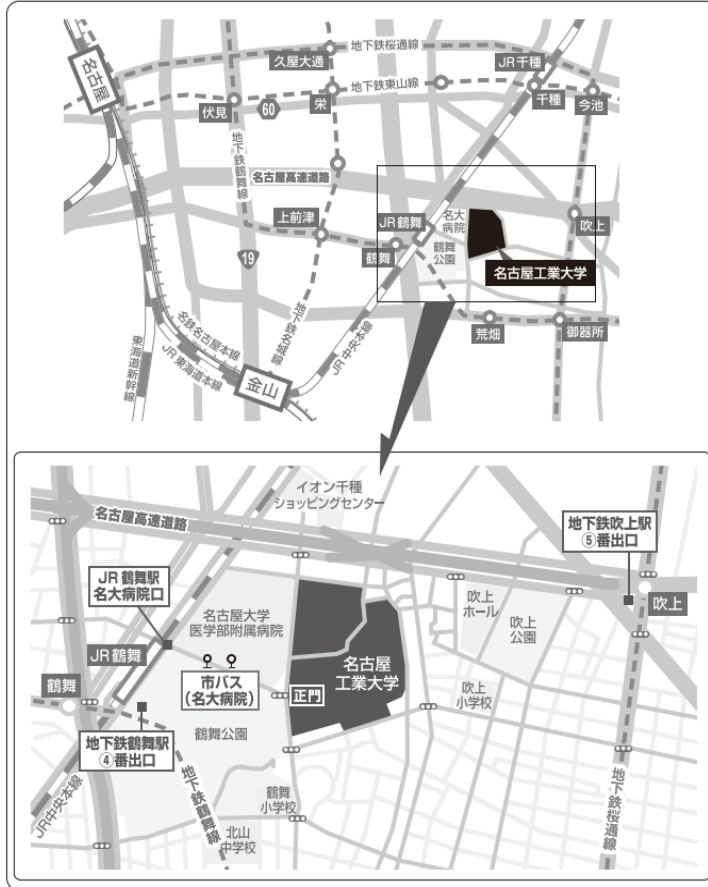 地下鉄桜通線
久屋大通
JR千種
名古屋
地下鉄東山線
栄
伏見
60
千種
今池
地下鉄鶴舞線
名古屋高速道路
上前津
JR鶴舞
名大
病院
吹上
鶴舞
鶴舞
公園
19
名古屋工業大学
地下鉄名城線
荒畑
御器所
名鉄名古屋本線
JR東海道本線
東海道新幹線
JR中央本線
金山
イオン千種
ショッピングセンター
名古屋高速道路
地下鉄吹上駅
⑤番出口
JR鶴舞駅
名大病院口
名古屋大学
医学部附属病院
吹上
ホール
吹上
公園
吹上
JR鶴舞
名古屋
工業大学
鶴舞
市バス
（名大病院）
正門
吹上
小学校
地下鉄鶴舞駅
④番出口
鶴舞公園
地下鉄鶴舞線
鶴舞
小学校
JR中央本線
北山
中学校
地下鉄桜通線